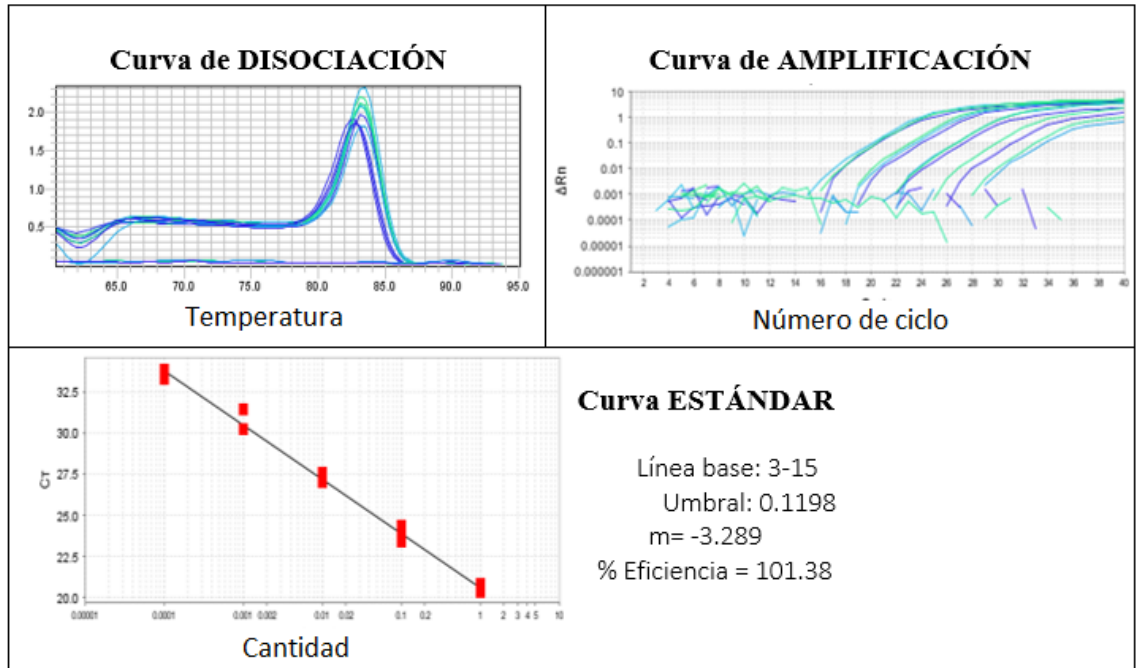 Curva de DISOCIACIÓN
2.0
1.5
1.0
0.5
65.0 70.0 75.0 80.0 85.0 90.0 95.0
Temperatura
Curva de AMPLIFICACIÓN
ΔRn
10
1
0.1
0.01
0.001
0.0001
0.00001
0.000001
2 4 6 8 10 12 14 16 18 20 22 24 26 28 30 32 34 36 38 40
Número de ciclo
CT
32.5
30.0
27.5
25.0
22.5
20.0
0.00001 0.0001 0.001 0.002 0.01 0.02 0.1 0.2 1 2 3 4 5 10
Cantidad
Curva ESTÁNDAR
Línea base: 3-15
Umbral: 0.1198
m= -3.289
% Eficiencia = 101.38